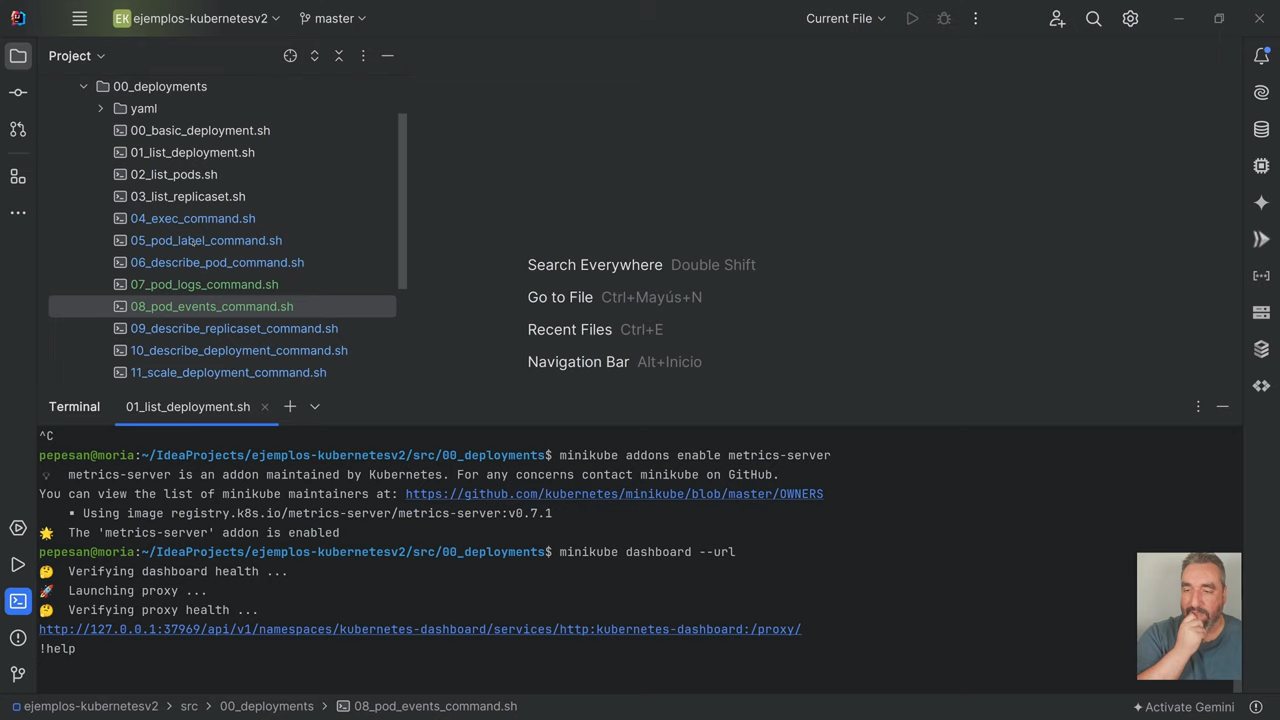 EK ejemplos-kubernetesv2 master Current File
Project
00_deployments
yaml
00_basic_deployment.sh
01_list_deployment.sh
02_list_pods.sh
03_list_replicaset.sh
04_exec_command.sh
05_pod_label_command.sh
06_describe_pod_command.sh
07_pod_logs_command.sh
08_pod_events_command.sh
09_describe_replicaset_command.sh
10_describe_deployment_command.sh
11_scale_deployment_command.sh
Search Everywhere Double Shift
Go to File Ctrl+Mayús+N
Recent Files Ctrl+E
Navigation Bar Alt+Inicio
Terminal 01_list_deployment.sh
^C
pepesan@moria:~/IdeaProjects/ejemplos-kubernetesv2/src/00_deployments$ minikube addons enable metrics-server
metrics-server is an addon maintained by Kubernetes. For any concerns contact minikube on GitHub.
You can view the list of minikube maintainers at: https://github.com/kubernetes/minikube/blob/master/OWNERS
▪ Using image registry.k8s.io/metrics-server/metrics-server:v0.7.1
The 'metrics-server' addon is enabled
pepesan@moria:~/IdeaProjects/ejemplos-kubernetesv2/src/00_deployments$ minikube dashboard --url
Verifying dashboard health ...
Launching proxy ...
Verifying proxy health ...
http://127.0.0.1:37969/api/v1/namespaces/kubernetes-dashboard/services/http:kubernetes-dashboard:/proxy/
!help
ejemplos-kubernetesv2 > src > 00_deployments > 08_pod_events_command.sh Activate Gemini